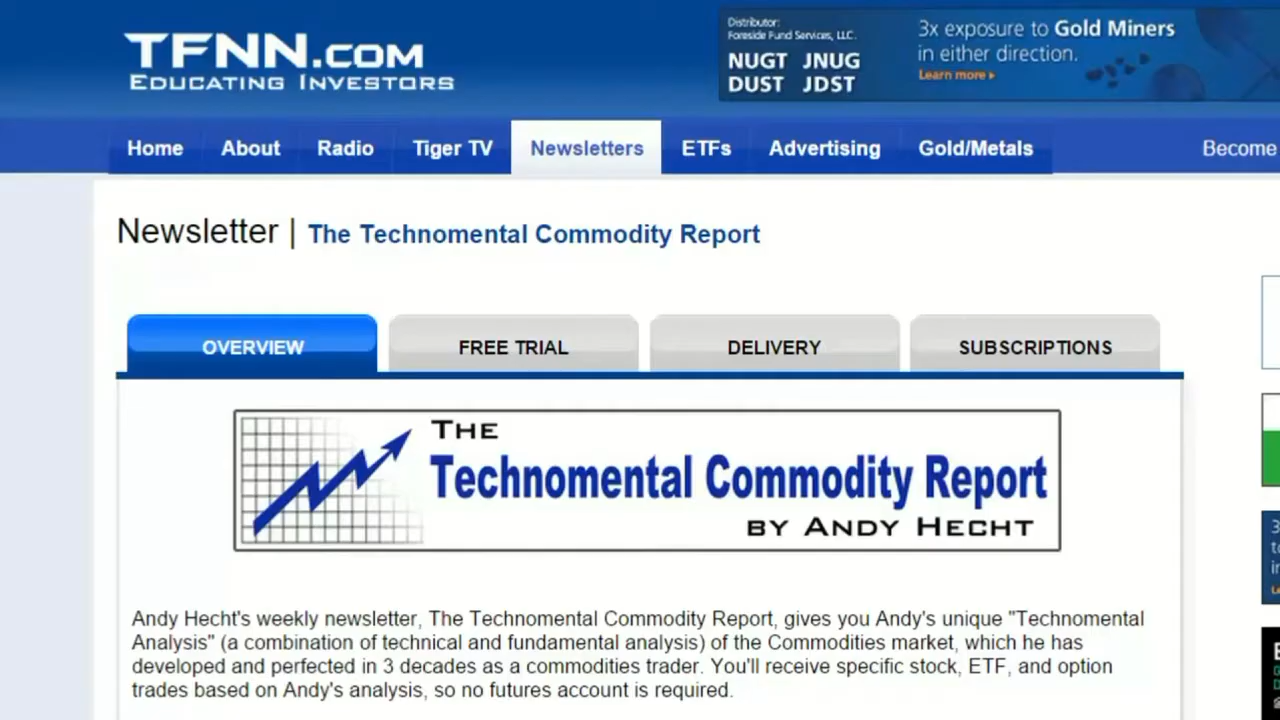 TFNN.COM
EDUCATING INVESTORS
Distributor:
Foreside Fund Services, LLC.
NUGT JNUG
DUST JDST
3x exposure to Gold Miners
in either direction.
Learn more
Home About Radio Tiger TV Newsletters ETFs Advertising Gold/Metals Become
Newsletter | The Technomental Commodity Report
OVERVIEW FREE TRIAL DELIVERY SUBSCRIPTIONS
THE
Technomental Commodity Report
BY ANDY HECHT
Andy Hecht's weekly newsletter, The Technomental Commodity Report, gives you Andy's unique "Technomental
Analysis" (a combination of technical and fundamental analysis) of the Commodities market, which he has
developed and perfected in 3 decades as a commodities trader. You'll receive specific stock, ETF, and option
trades based on Andy's analysis, so no futures account is required.